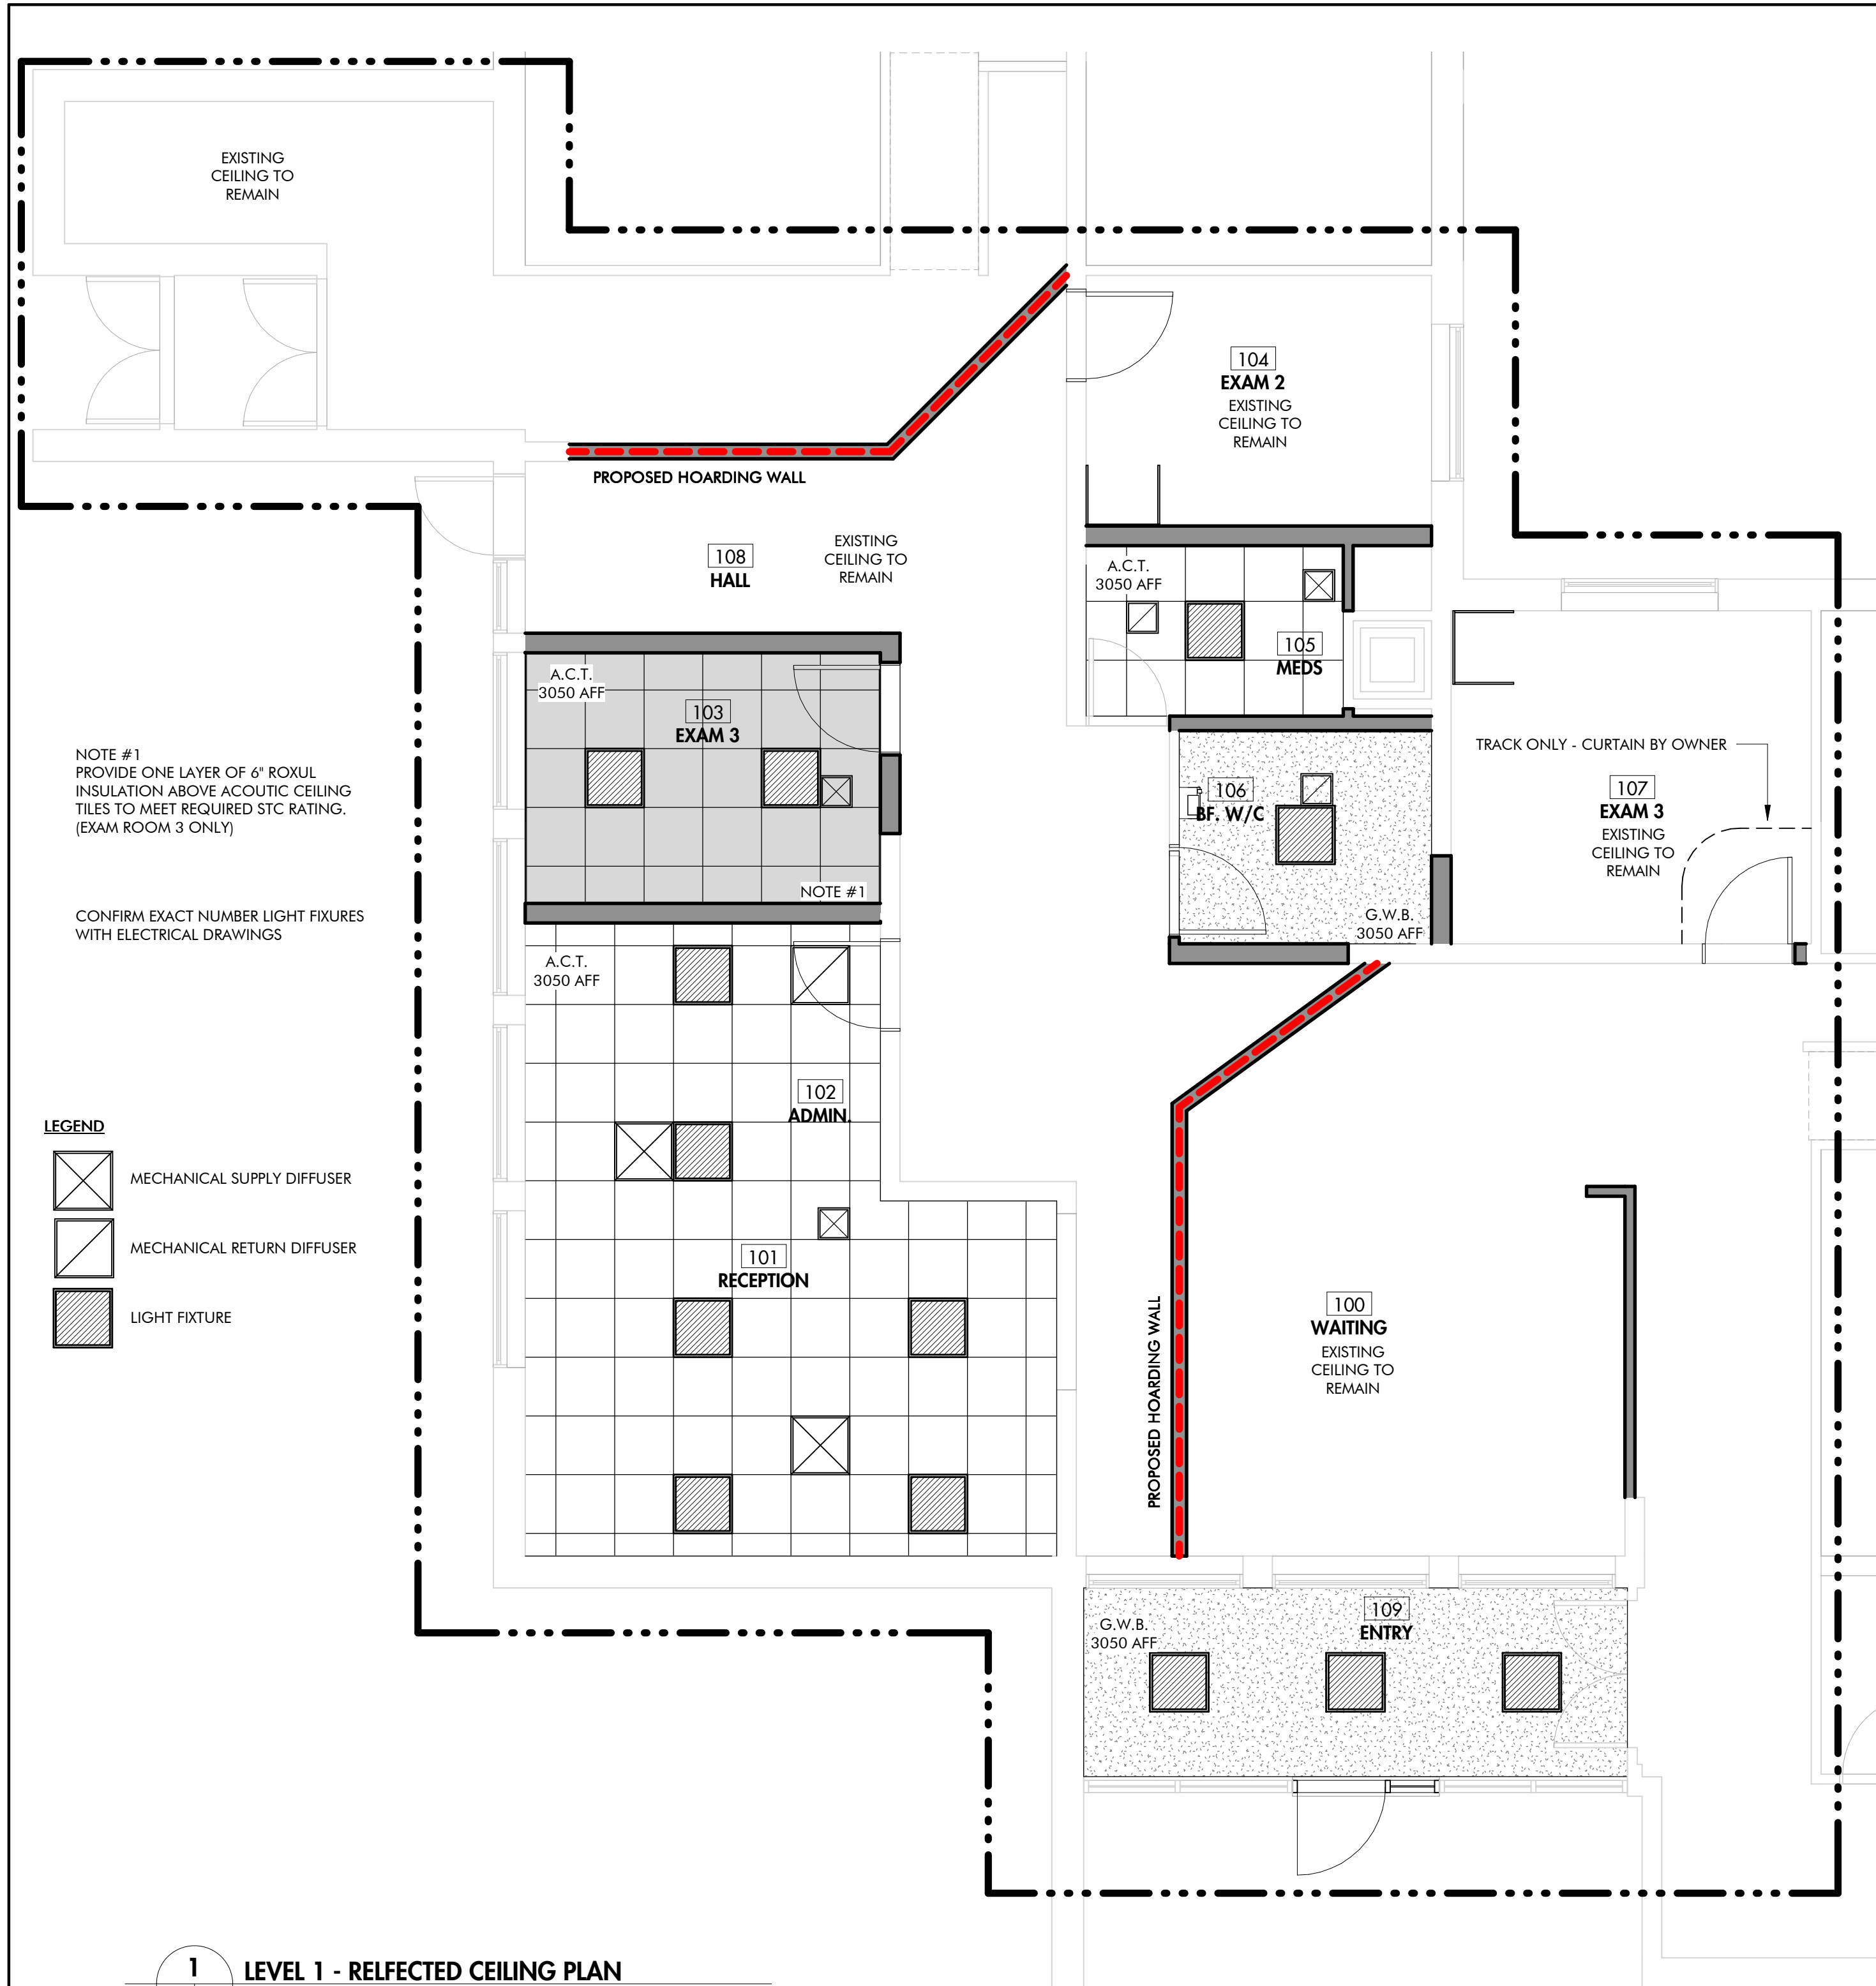 EXISTING
CEILING TO
REMAIN
104
EXAM 2
EXISTING
CEILING TO
REMAIN
PROPOSED HOARDING WALL
108
HALL
EXISTING
CEILING TO
REMAIN
A.C.T.
3050 AFF
105
MEDS
A.C.T.
3050 AFF
103
EXAM 3
NOTE #1
NOTE #1
PROVIDE ONE LAYER OF 6" ROXUL
INSULATION ABOVE ACOUTIC CEILING
TILES TO MEET REQUIRED STC RATING.
(EXAM ROOM 3 ONLY)
CONFIRM EXACT NUMBER LIGHT FIXURES
WITH ELECTRICAL DRAWINGS
106
BF. W/C
G.W.B.
3050 AFF
TRACK ONLY - CURTAIN BY OWNER
107
EXAM 3
EXISTING
CEILING TO
REMAIN
A.C.T.
3050 AFF
102
ADMIN.
101
RECEPTION
LEGEND
MECHANICAL SUPPLY DIFFUSER
MECHANICAL RETURN DIFFUSER
LIGHT FIXTURE
PROPOSED HOARDING WALL
100
WAITING
EXISTING
CEILING TO
REMAIN
109
ENTRY
G.W.B.
3050 AFF
1
LEVEL 1 - RELFECTED CEILING PLAN